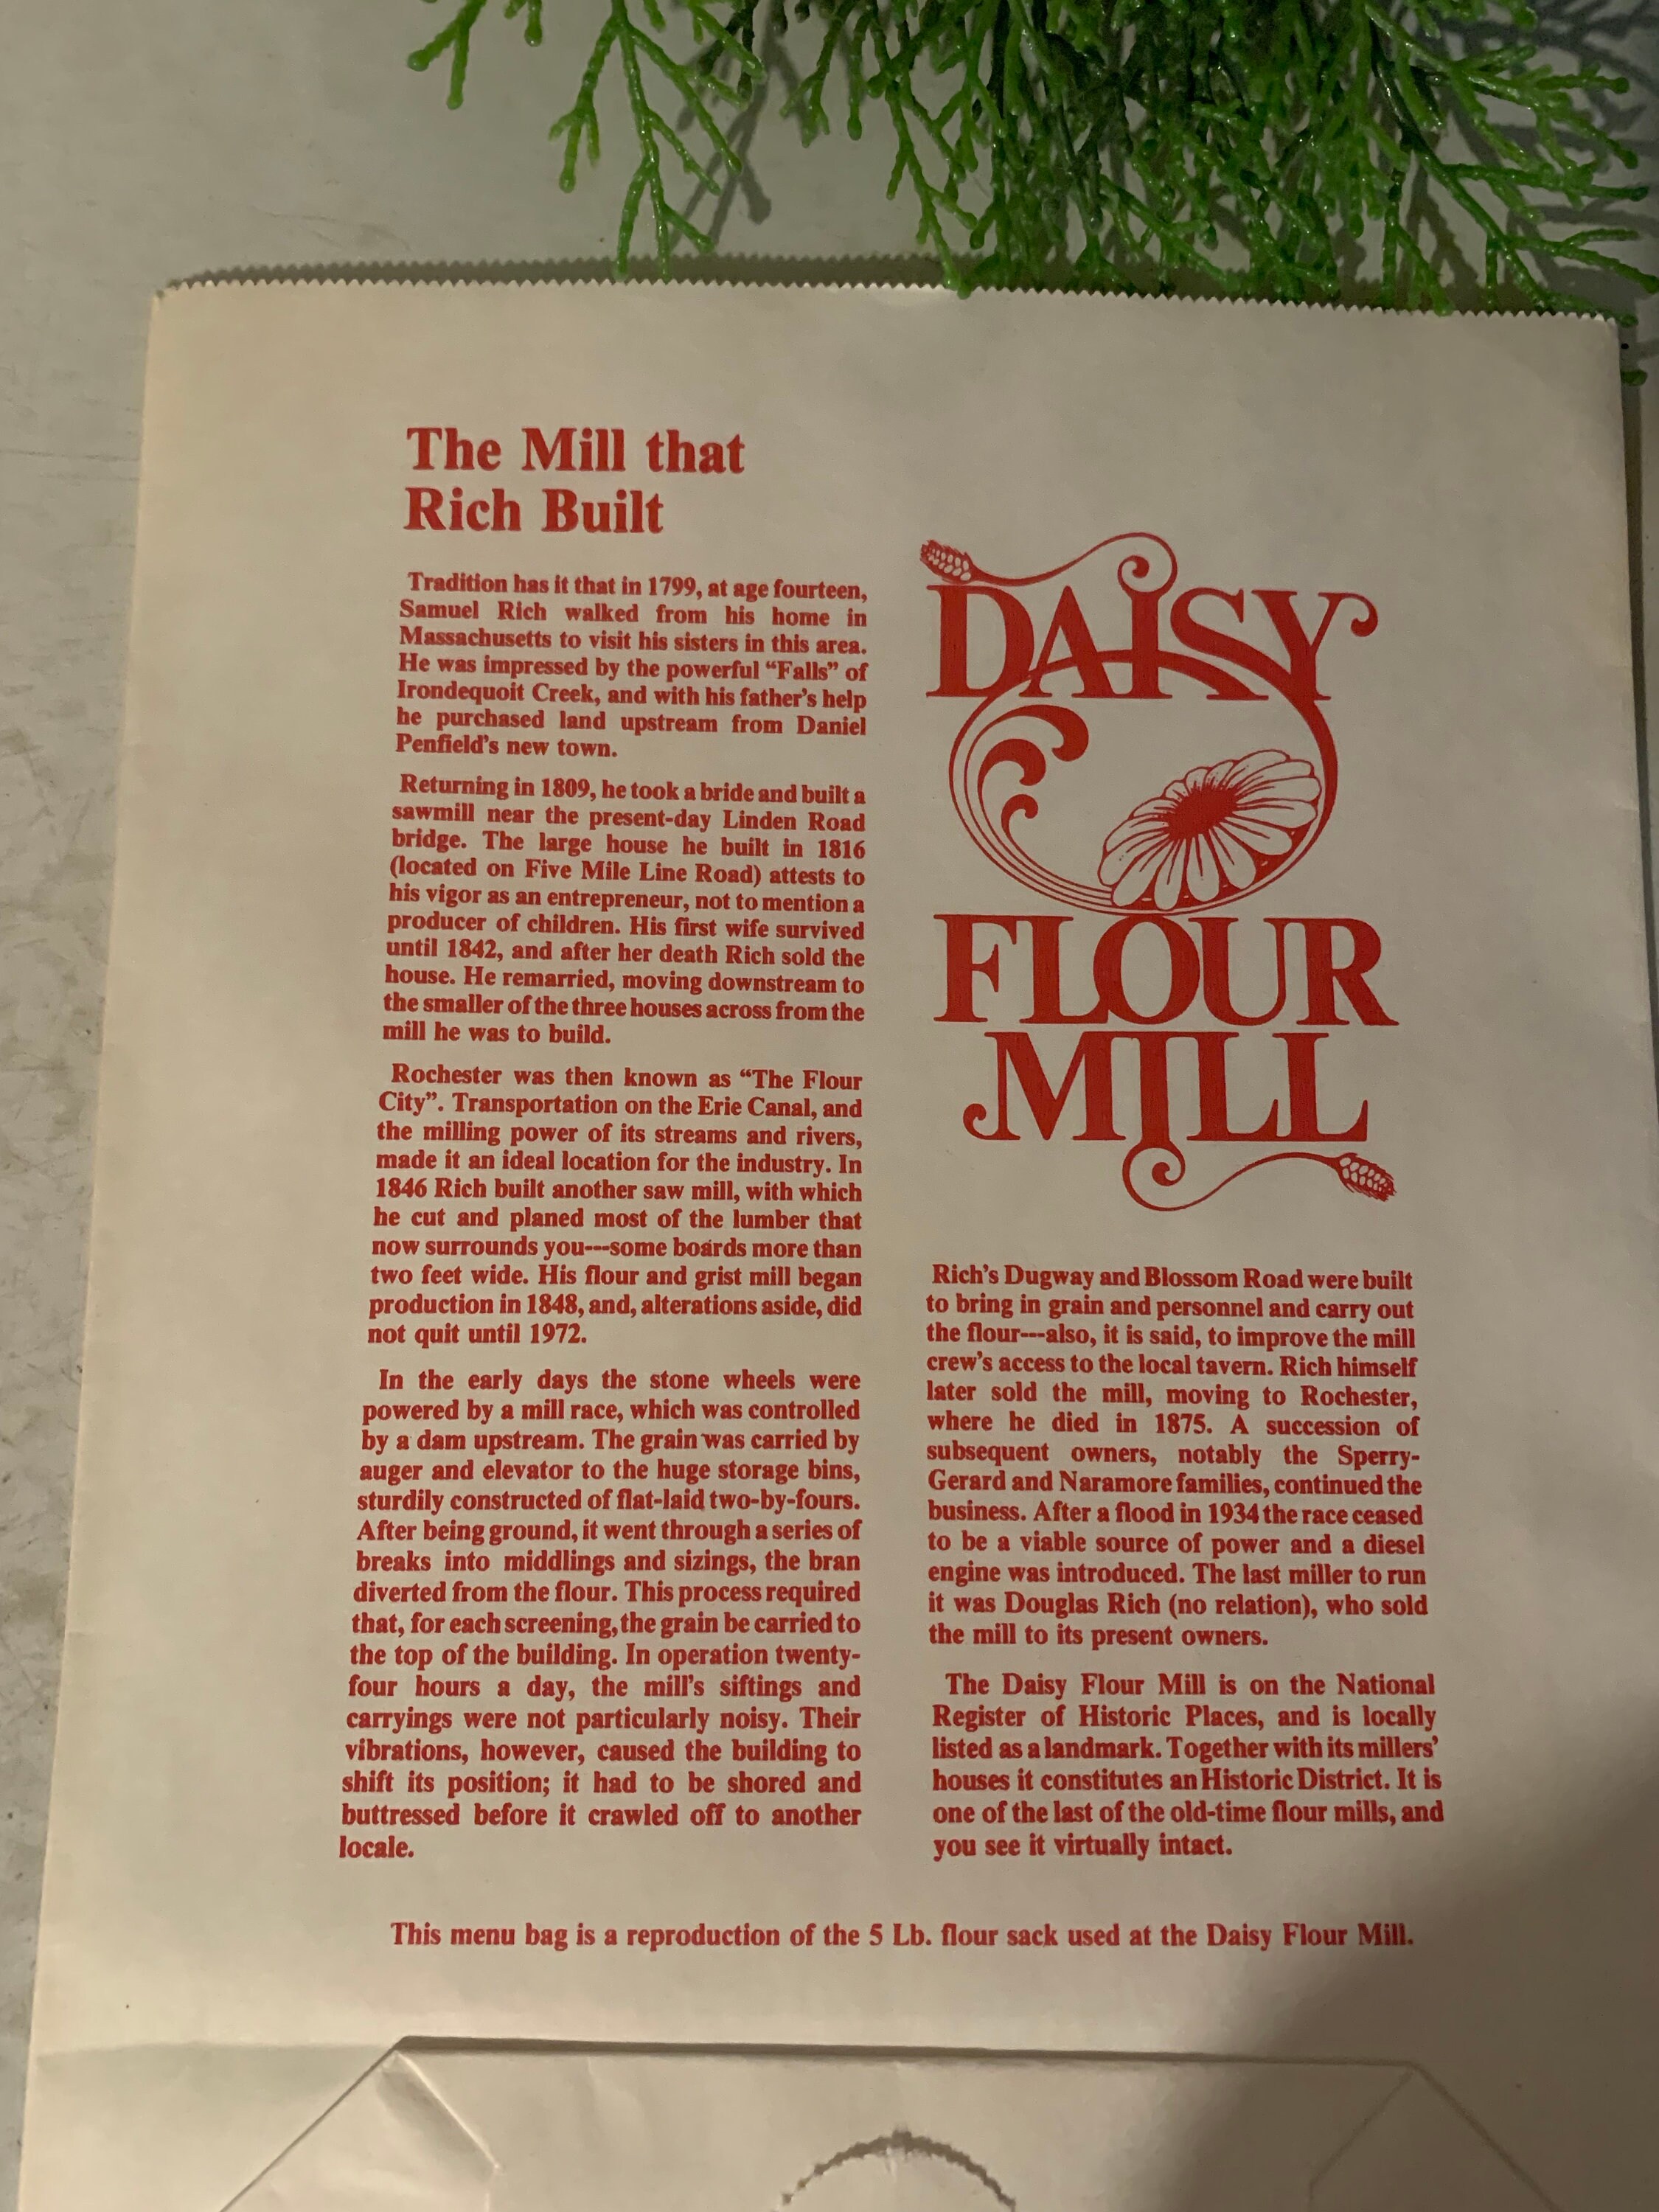 The Mill that
Rich Built
Tradition has it that in 1799, at age fourteen,
Samuel Rich walked from his home in
Massachusetts to visit his sisters in this area.
He was impressed by the powerful “Falls” of
Irondequoit Creek, and with his father’s help
he purchased land upstream from Daniel
Penfield’s new town.
Returning in 1809, he took a bride and built a
sawmill near the present-day Linden Road
bridge. The large house he built in 1816
(located on Five Mile Line Road) attests to
his vigor as an entrepreneur, not to mention a
producer of children. His first wife survived
until 1842, and after her death Rich sold the
house. He remarried, moving downstream to
the smaller of the three houses across from the
mill he was to build.
Rochester was then known as “The Flour
City”. Transportation on the Erie Canal, and
the milling power of its streams and rivers,
made it an ideal location for the industry. In
1846 Rich built another saw mill, with which
he cut and planed most of the lumber that
now surrounds you---some boards more than
two feet wide. His flour and grist mill began
production in 1848, and, alterations aside, did
not quit until 1972.
In the early days the stone wheels were
powered by a mill race, which was controlled
by a dam upstream. The grain was carried by
auger and elevator to the huge storage bins,
sturdily constructed of flat-laid two-by-fours.
After being ground, it went through a series of
breaks into middlings and sizings, the bran
diverted from the flour. This process required
that, for each screening, the grain be carried to
the top of the building. In operation twenty-
four hours a day, the mill’s siftings and
carryings were not particularly noisy. Their
vibrations, however, caused the building to
shift its position; it had to be shored and
buttressed before it crawled off to another
locale.
DAISY
FLOUR
MILL
Rich’s Dugway and Blossom Road were built
to bring in grain and personnel and carry out
the flour---also, it is said, to improve the mill
crew’s access to the local tavern. Rich himself
later sold the mill, moving to Rochester,
where he died in 1875. A succession of
subsequent owners, notably the Sperry-
Gerard and Naramore families, continued the
business. After a flood in 1934 the race ceased
to be a viable source of power and a diesel
engine was introduced. The last miller to run
it was Douglas Rich (no relation), who sold
the mill to its present owners.
The Daisy Flour Mill is on the National
Register of Historic Places, and is locally
listed as a landmark. Together with its millers’
houses it constitutes an Historic District. It is
one of the last of the old-time flour mills, and
you see it virtually intact.
This menu bag is a reproduction of the 5 Lb. flour sack used at the Daisy Flour Mill.